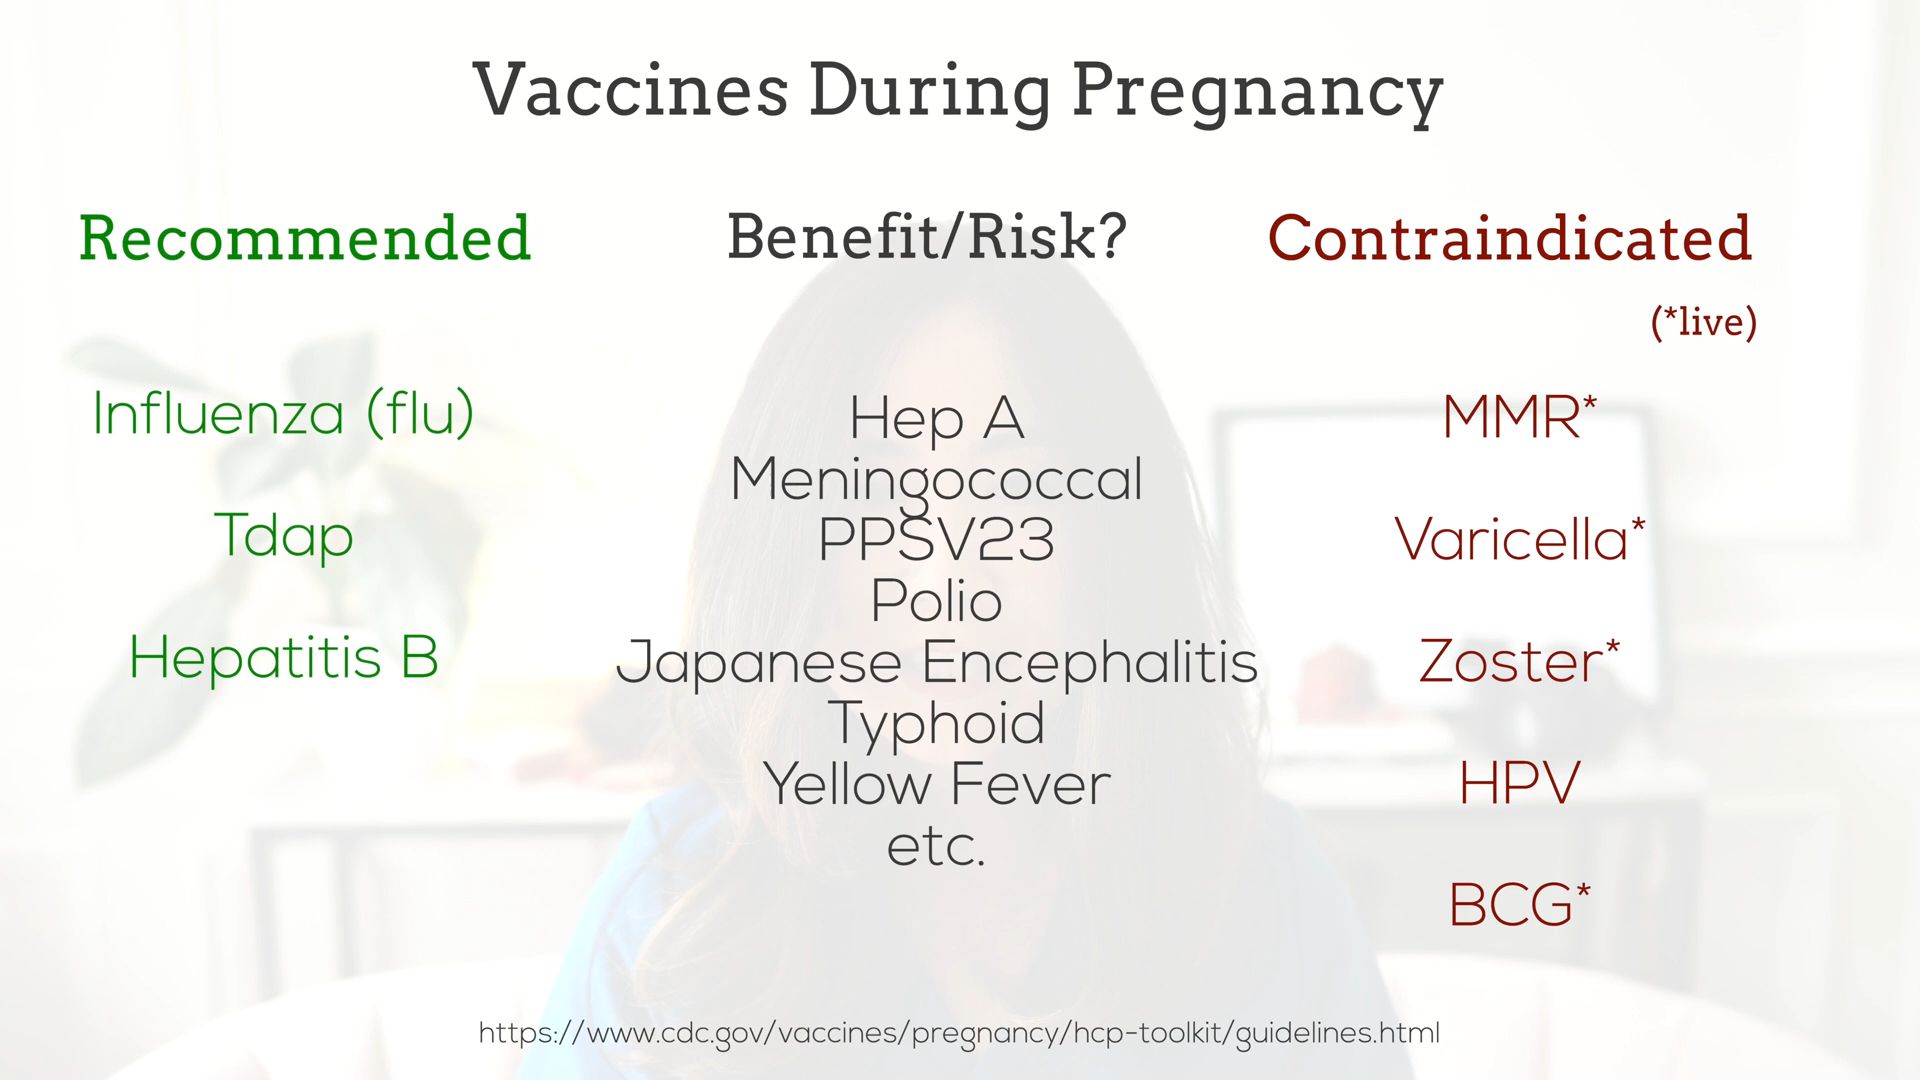 Vaccines During Pregnancy
Recommended
Influenza (flu)
Tdap
Hepatitis B
Benefit/Risk?
Hep A
Meningococcal
PPSV23
Polio
Japanese Encephalitis
Typhoid
Yellow Fever
etc.
Contraindicated
(*live)
MMR*
Varicella*
Zoster*
HPV
BCG*
https://www.cdc.gov/vaccines/pregnancy/hcp-toolkit/guidelines.html